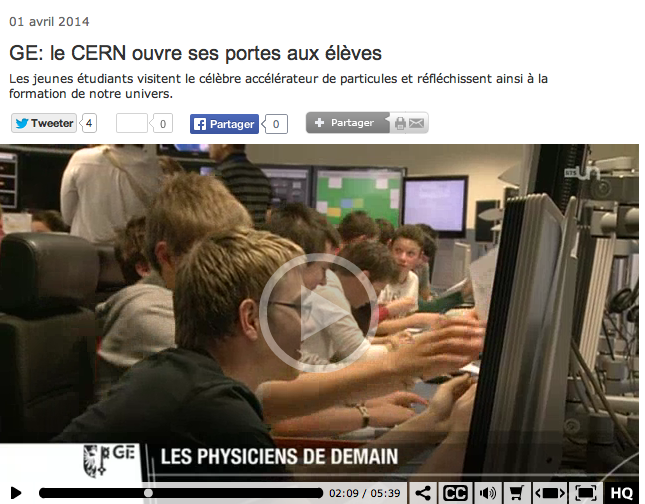 01 avril 2014
GE: le CERN ouvre ses portes aux élèves
Les jeunes étudiants visitent le célèbre accélérateur de particules et réfléchissent ainsi à la
formation de notre univers.
Tweeter 4 0 Partager 0 Partager
RTS un
GE LES PHYSICIENS DE DEMAIN
02:09 / 05:39 CC HQ